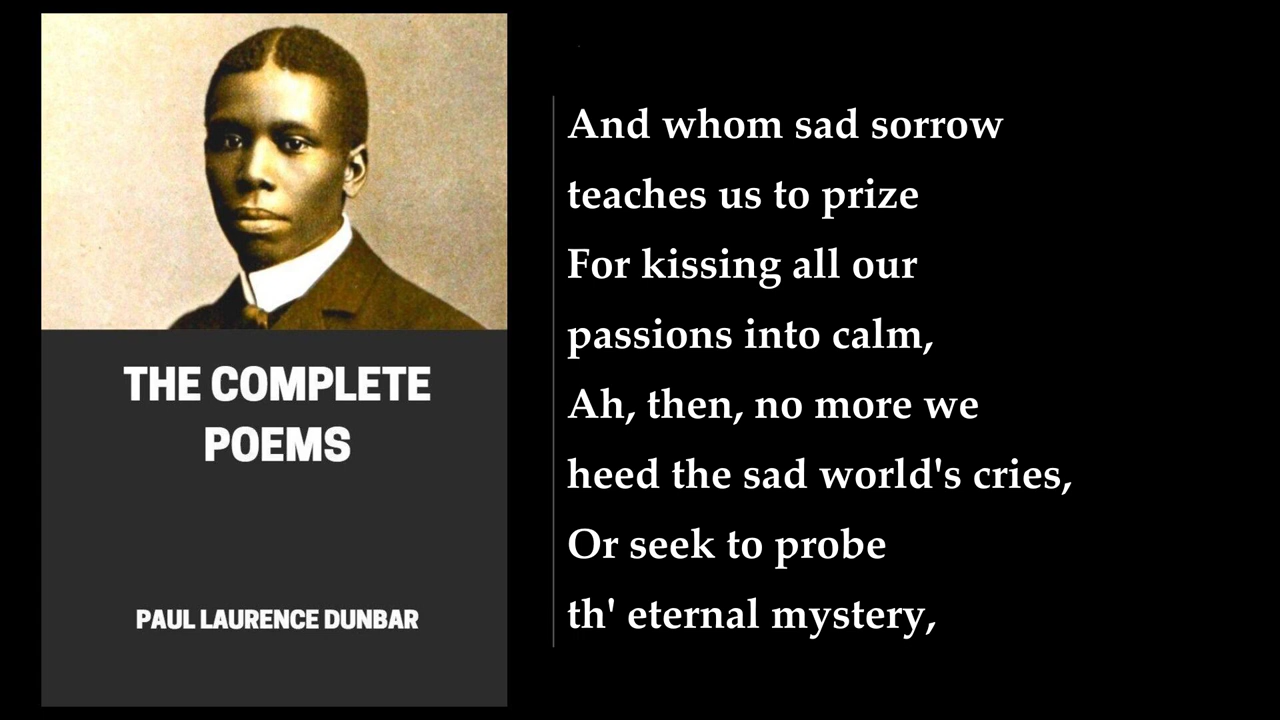 THE COMPLETE
POEMS
PAUL LAURENCE DUNBAR
And whom sad sorrow
teaches us to prize
For kissing all our
passions into calm,
Ah, then, no more we
heed the sad world's cries,
Or seek to probe
th' eternal mystery,